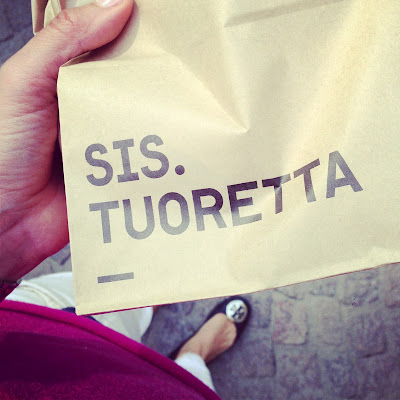 SIS.
TUORETTA
—